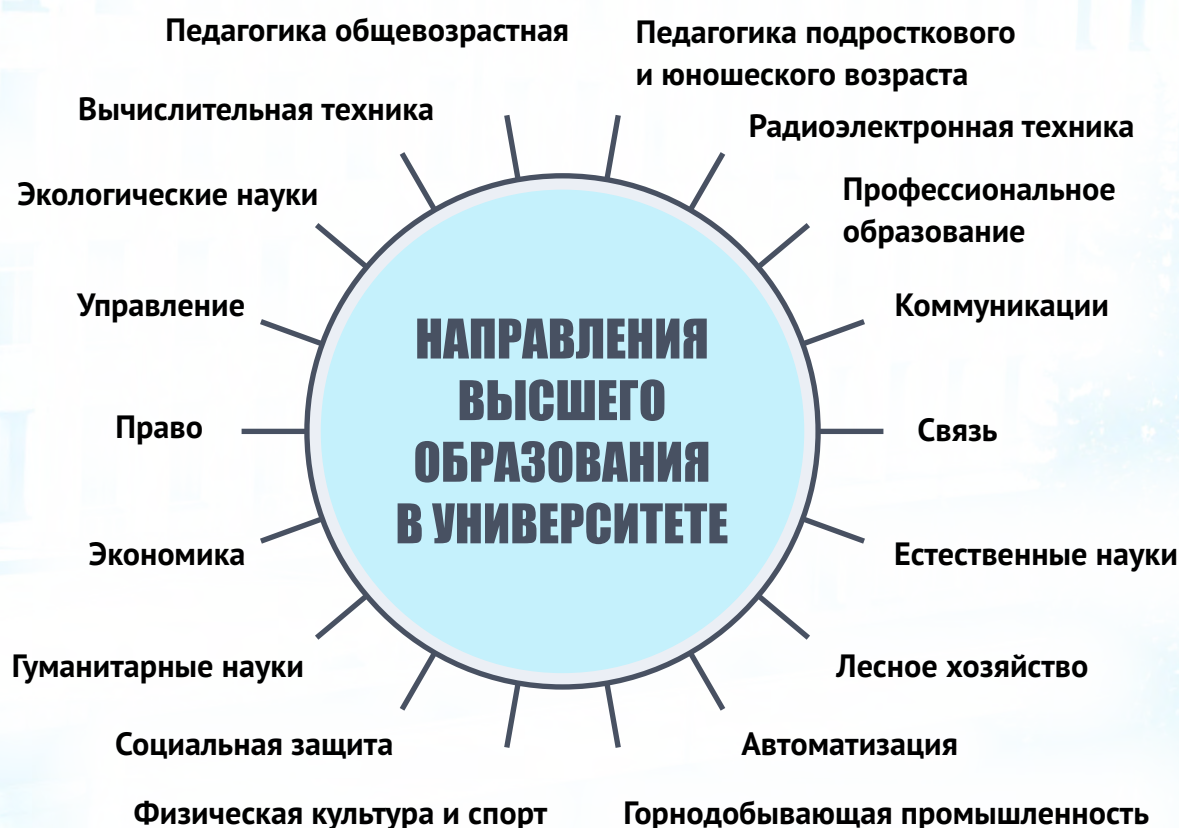 Педагогика общевозрастная
Педагогика подросткового
и юношеского возраста
Вычислительная техника
Радиоэлектронная техника
Экологические науки
Профессиональное
образование
Управление
Коммуникации
НАПРАВЛЕНИЯ
ВЫСШЕГО
ОБРАЗОВАНИЯ
В УНИВЕРСИТЕТЕ
Право
Связь
Экономика
Естественные науки
Гуманитарные науки
Лесное хозяйство
Социальная защита
Автоматизация
Физическая культура и спорт
Горнодобывающая промышленность